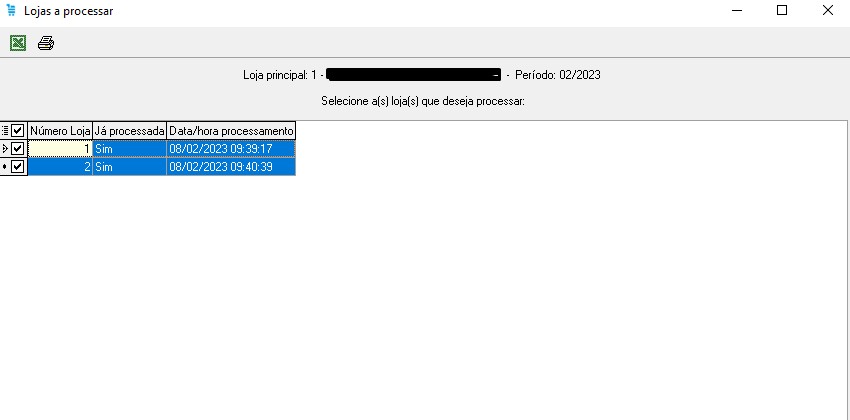 Lojas a processar
Loja principal: 1 - - Período: 02/2023
Selecione a(s) loja(s) que deseja processar:
Número Loja Já processada Data/hora processamento
1 Sim 08/02/2023 09:39:17
2 Sim 08/02/2023 09:40:39